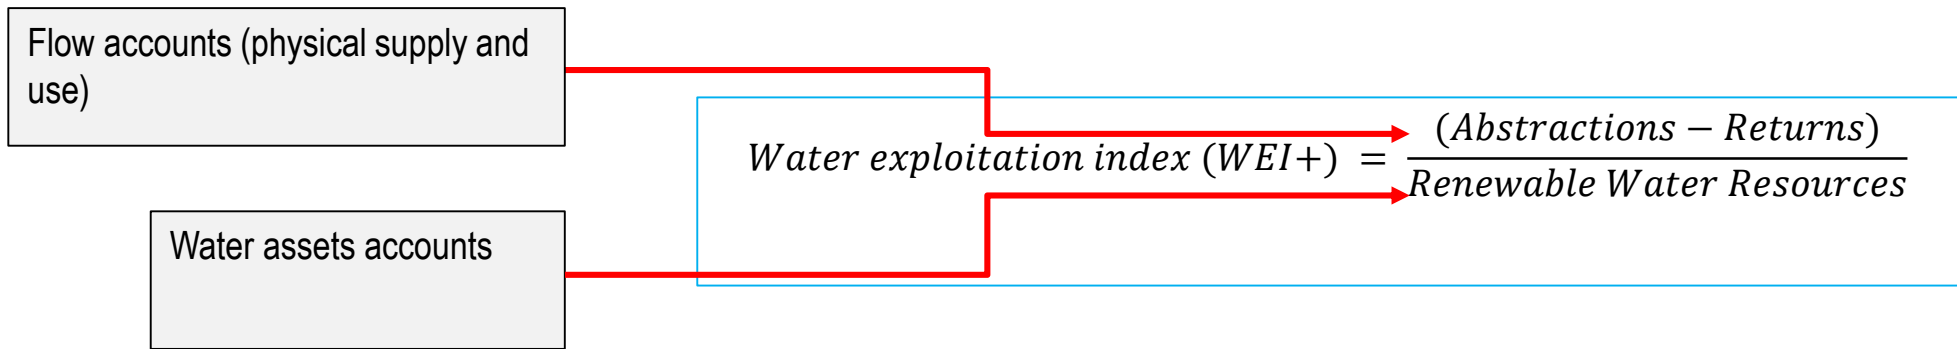 Flow accounts (physical supply and
use)
Water exploitation index (WEI+) = (Abstractions − Returns)
Renewable Water Resources
Water assets accounts